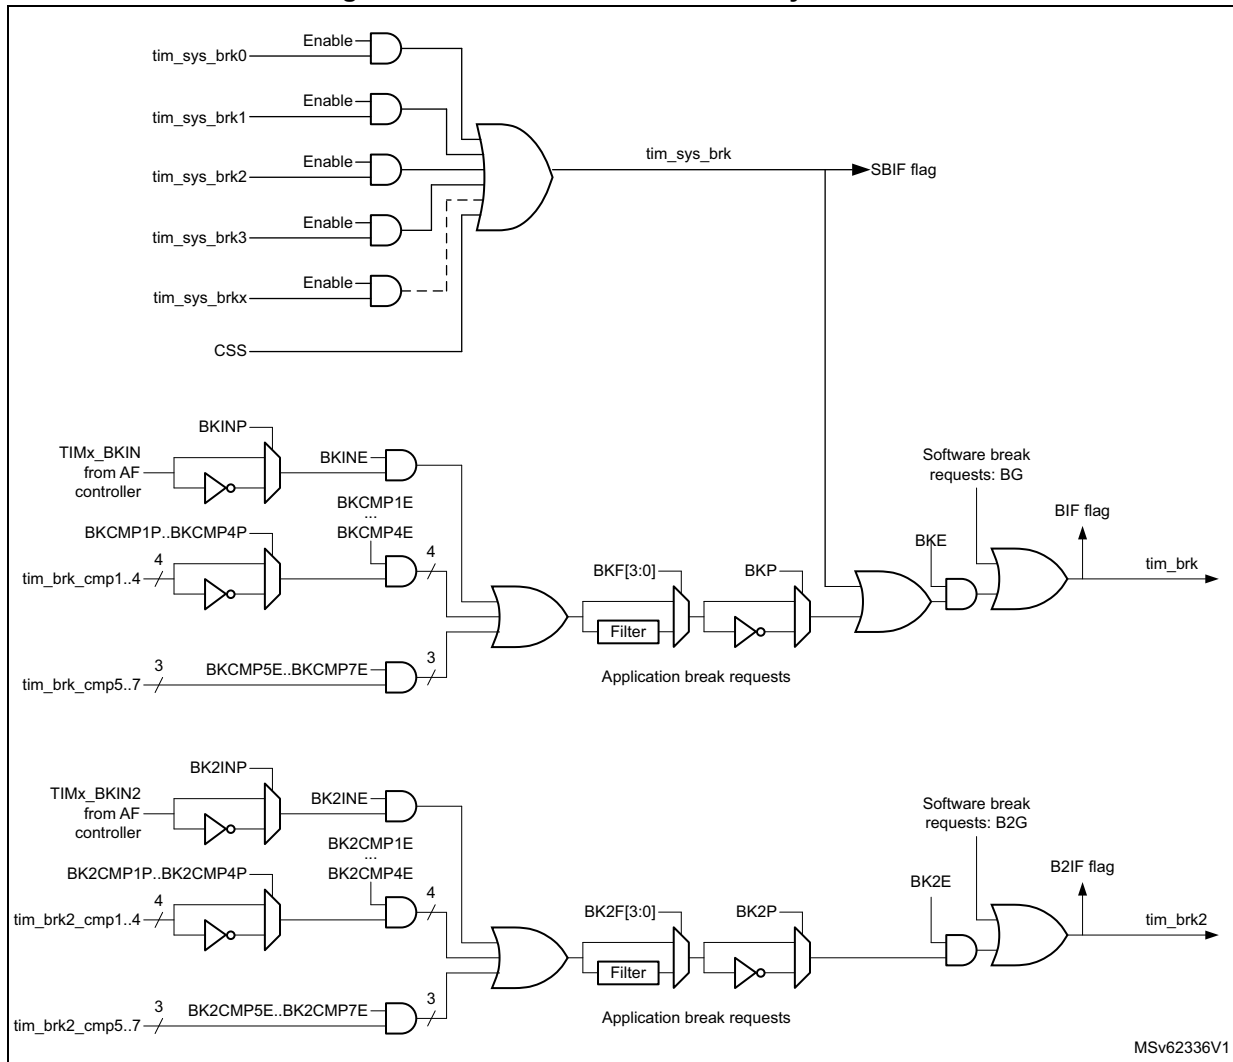 Enable
tim_sys_brk0
Enable
tim_sys_brk1
tim_sys_brk
Enable
tim_sys_brk2
SBIF flag
Enable
tim_sys_brk3
Enable
tim_sys_brkx
CSS
BKINP
TIMx_BKIN
from AF
controller
BKINE
Software break
requests: BG
BKCMP1E
...
BKCMP4E
BIF flag
BKCMP1P..BKCMP4P
4
4
BKE
tim_brk
tim_brk_cmp1..4
BKF[3:0]
BKP
Filter
3
BKCMP5E..BKCMP7E
3
tim_brk_cmp5..7
Application break requests
BK2INP
TIMx_BKIN2
from AF
controller
BK2INE
Software break
requests: B2G
BK2CMP1E
...
BK2CMP4E
B2IF flag
BK2CMP1P..BK2CMP4P
4
4
BK2E
tim_brk2
tim_brk2_cmp1..4
BK2F[3:0]
BK2P
Filter
3
BK2CMP5E..BK2CMP7E
3
tim_brk2_cmp5..7
Application break requests
MSv62336V1